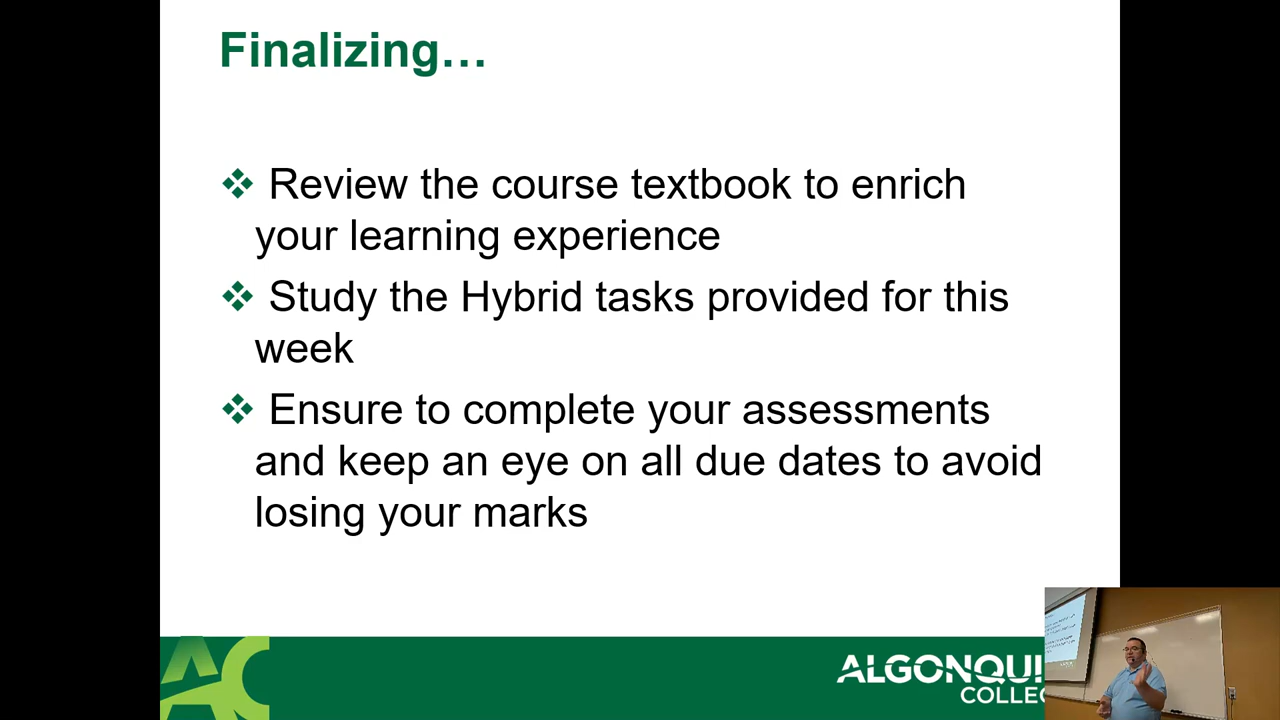 Finalizing…
❖ Review the course textbook to enrich
your learning experience
❖ Study the Hybrid tasks provided for this
week
❖ Ensure to complete your assessments
and keep an eye on all due dates to avoid
losing your marks
AC
ALGONQUI
COLLEG